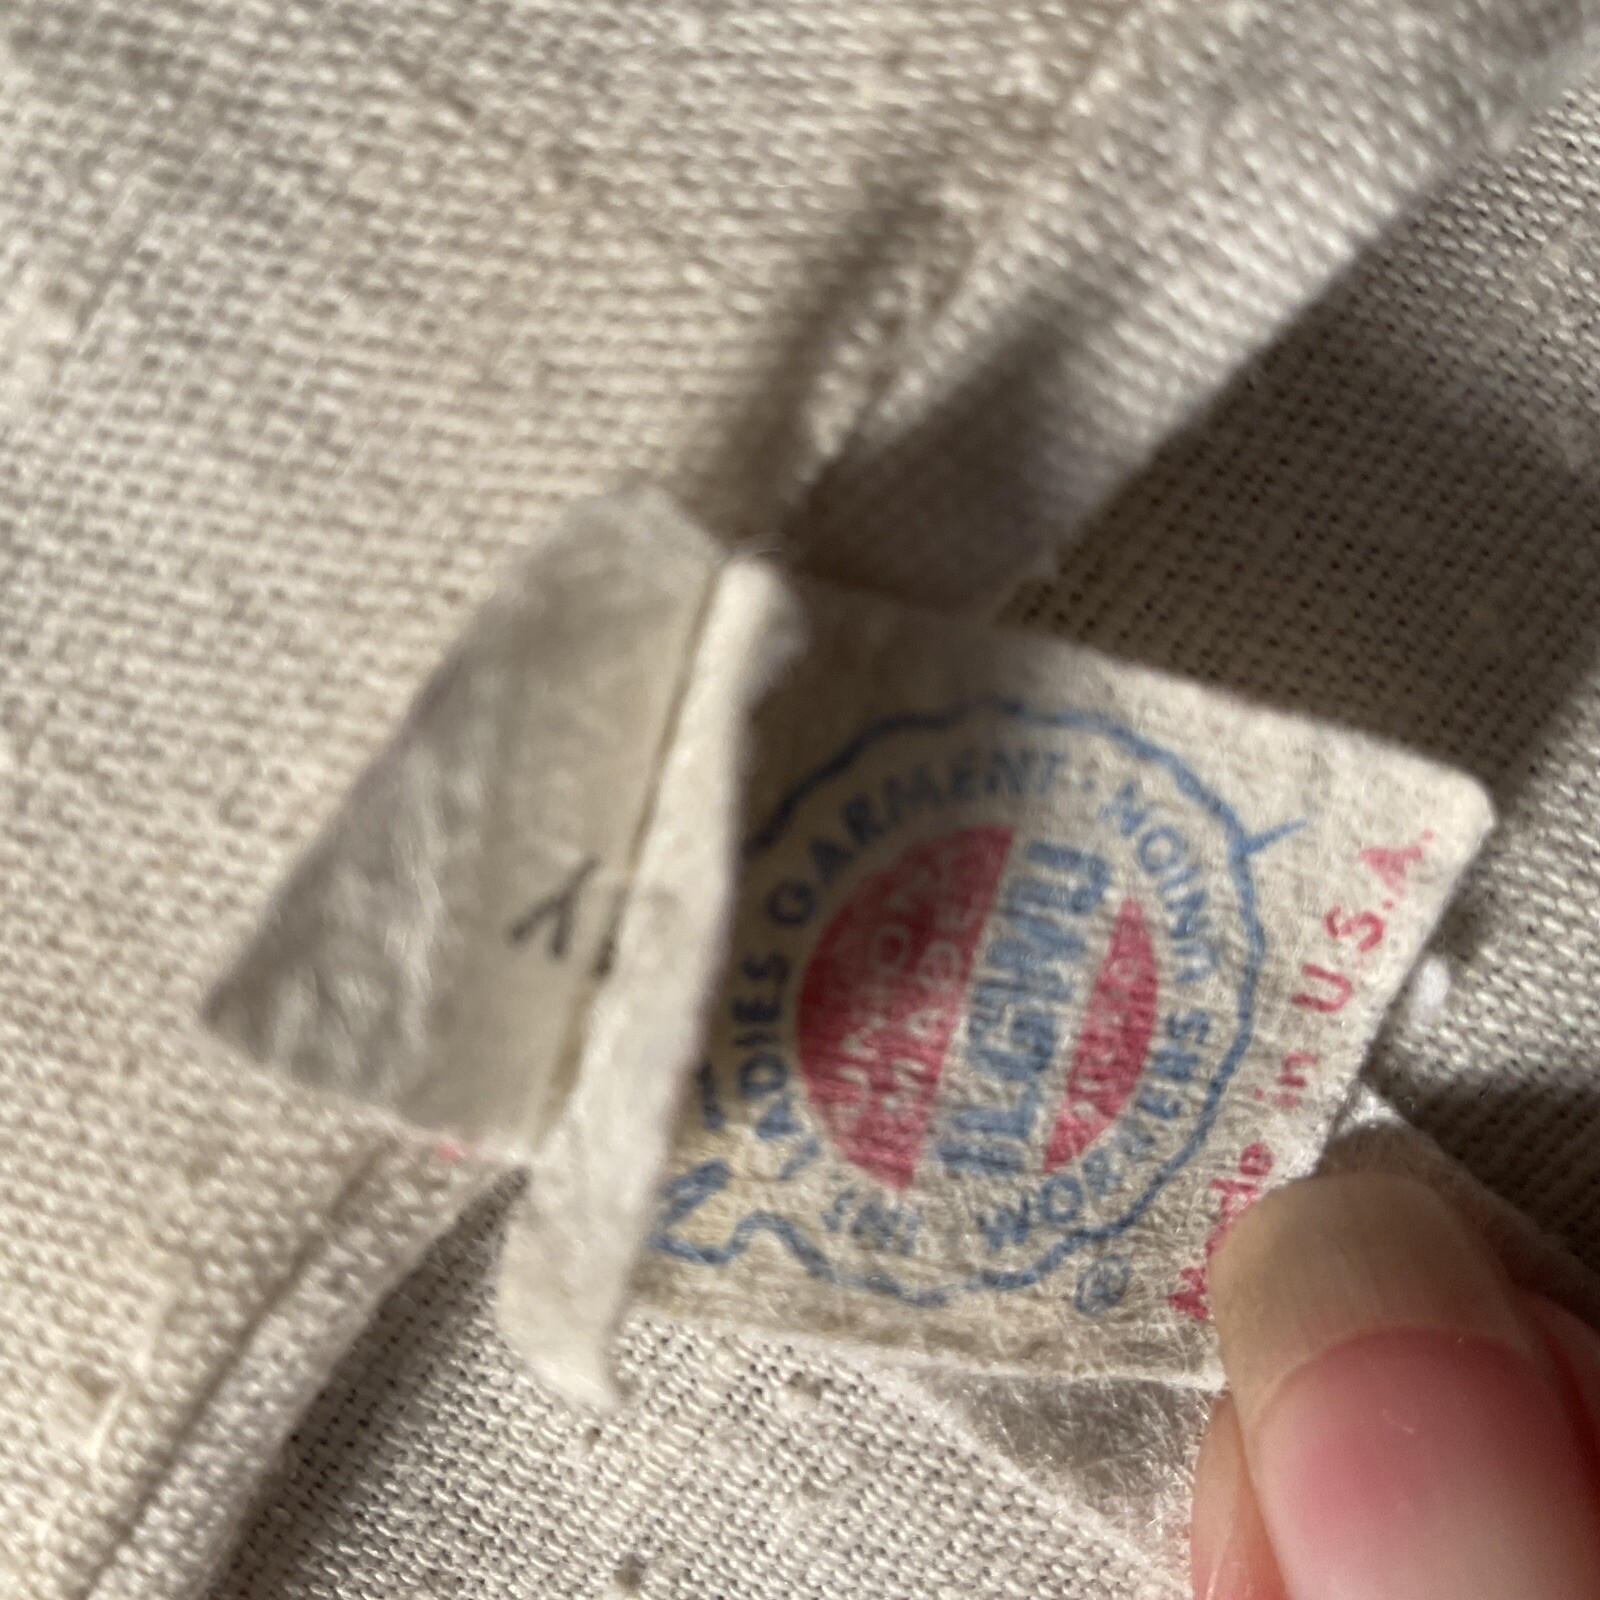 LADIES GARMENT WORKERS UNION
UNION
MADE
ILGWU
Made in U.S.A.
®